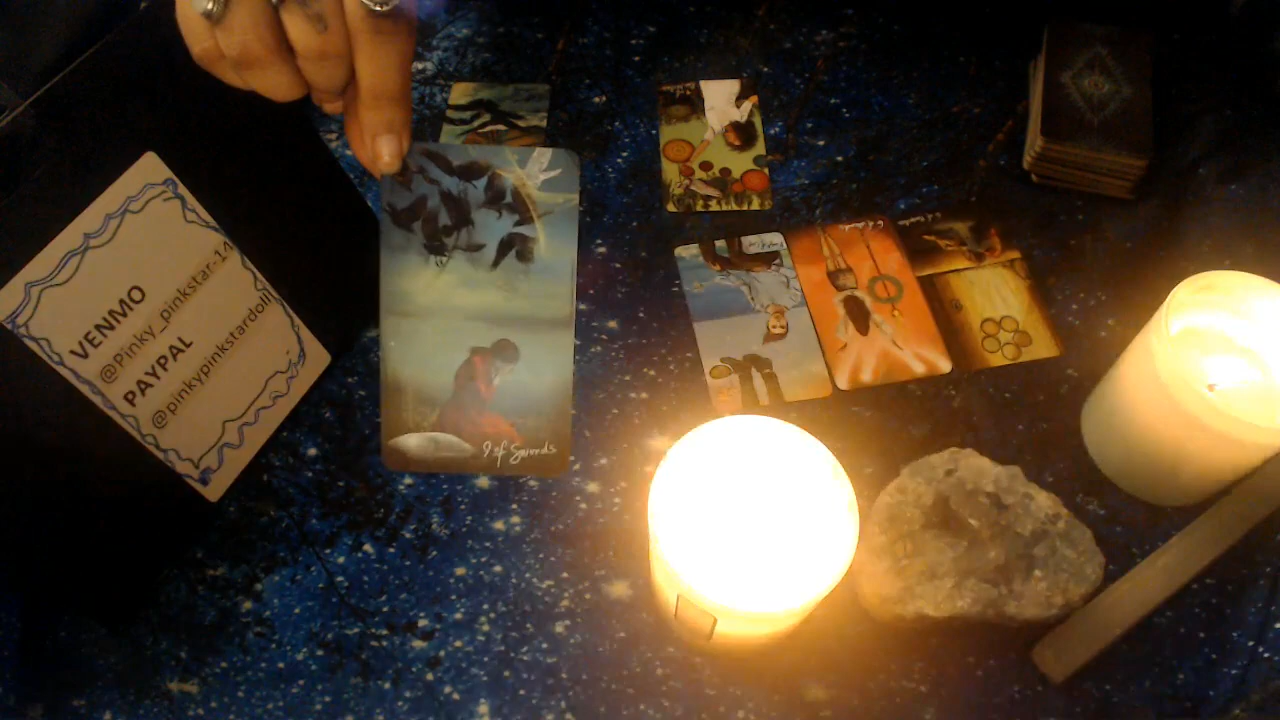 VENMO
@Pinky_pinkstar-14
PAYPAL
@pinkypinkstardoll
9 of Swords